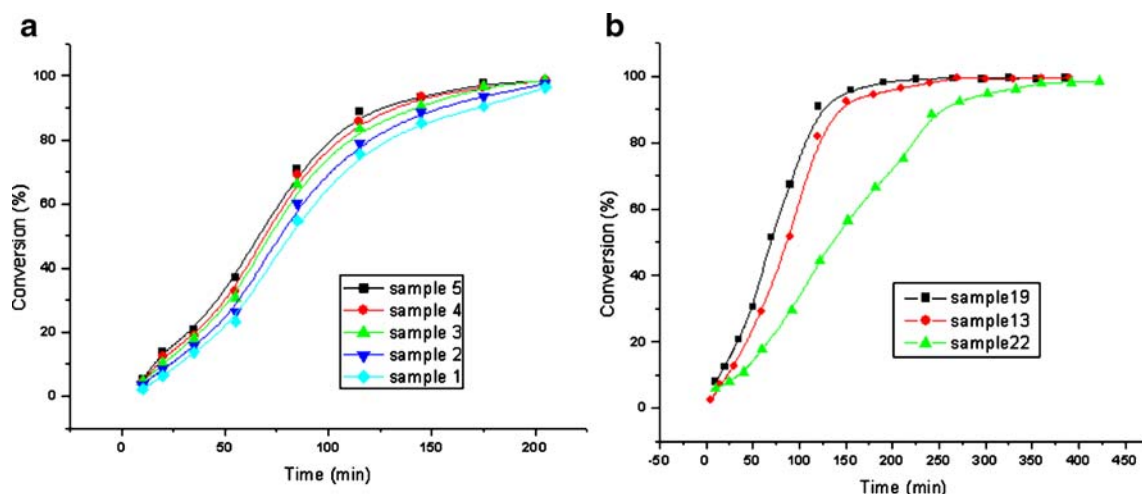 a
100
80
60
40
20
0
Conversion (%)
sample 5
sample 4
sample 3
sample 2
sample 1
0 50 100 150 200
Time (min)
b
100
80
60
40
20
0
Conversion (%)
sample19
sample13
sample22
-50 0 50 100 150 200 250 300 350 400 450
Time (min)